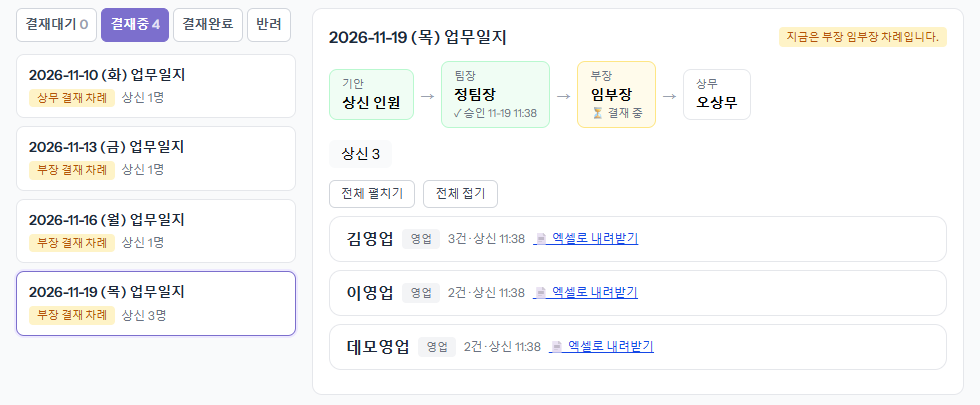 결재대기 0 결재중 4 결재완료 반려
2026-11-10 (화) 업무일지
상무 결재 차례 상신 1명
2026-11-13 (금) 업무일지
부장 결재 차례 상신 1명
2026-11-16 (월) 업무일지
부장 결재 차례 상신 1명
2026-11-19 (목) 업무일지
부장 결재 차례 상신 3명
2026-11-19 (목) 업무일지
지금은 부장 임부장 차례입니다.
기안
상신 인원
→
팀장
정팀장
✓ 승인 11-19 11:38
→
부장
임부장
⏳ 결재 중
→
상무
오상무
상신 3
전체 펼치기 전체 접기
김영업 영업 3건 · 상신 11:38 📄 엑셀로 내려받기
이영업 영업 2건 · 상신 11:38 📄 엑셀로 내려받기
데모영업 영업 2건 · 상신 11:38 📄 엑셀로 내려받기